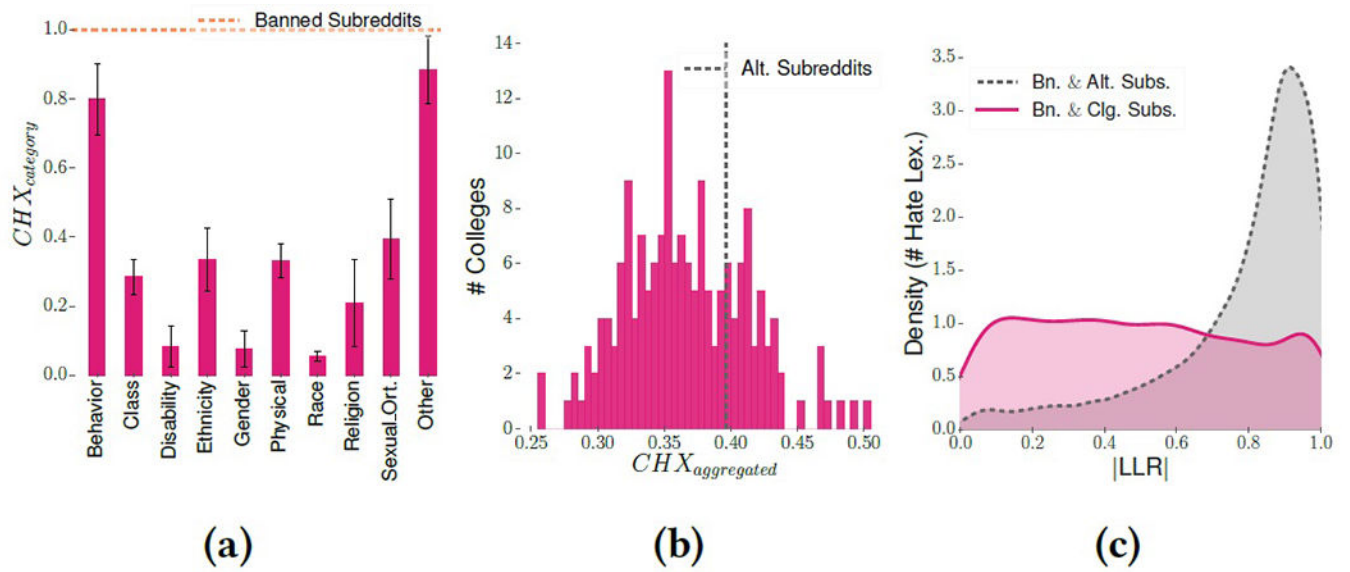 Banned Subreddits
1.0
0.8
0.6
0.4
0.2
0.0
CHX_category
Behavior
Class
Disability
Ethnicity
Gender
Physical
Race
Religion
Sexual_Ort.
Other
(a)
14
12
10
8
6
4
2
0
# Colleges
Alt. Subreddits
0.25 0.30 0.35 0.40 0.45 0.50
CHX_aggregated
(b)
3.5
3.0
2.5
2.0
1.5
1.0
0.5
0.0
Density (# Hate Lex.)
Bn. & Alt. Subs.
Bn. & Clg. Subs.
0.0 0.2 0.4 0.6 0.8 1.0
|LLR|
(c)